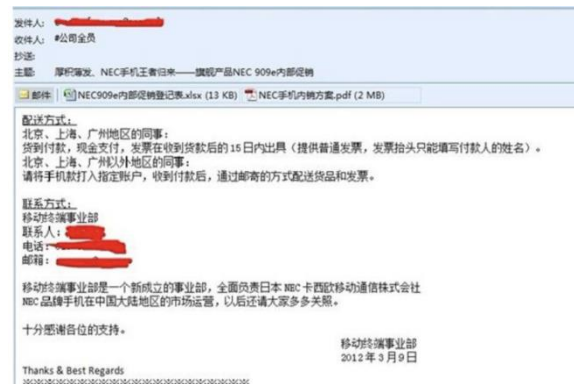 发件人:
收件人: #公司全员
抄送:
主题: 厚积薄发、NEC手机王者归来——旗舰产品NEC 909e内部促销
邮件 NEC909e内部促销登记表.xlsx (13 KB) NEC手机内销方案.pdf (2 MB)
配送方式:
北京、上海、广州地区的同事:
货到付款,现金支付,发票在收到货款后的15日内出具(提供普通发票,发票抬头只能填写付款人的姓名)。
北京、上海、广州以外地区的同事:
请将手机款打入指定账户,收到付款后,通过邮寄的方式配送货品和发票。
联系方式:
移动终端事业部
联系人:
电话:
邮箱:
移动终端事业部是一个新成立的事业部,全面负责日本 NEC 卡西欧移动通信株式会社
NEC 品牌手机在中国大陆地区的市场运营,以后还请大家多多关照。
十分感谢各位的支持。
移动终端事业部
2012 年 3 月 9 日
Thanks & Best Regards